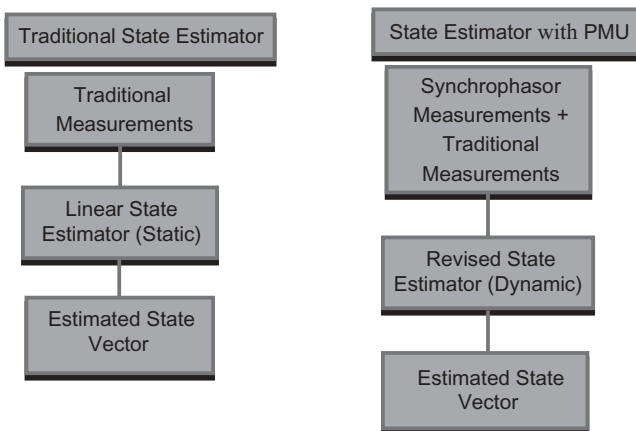 Traditional State Estimator
Traditional
Measurements
Linear State
Estimator (Static)
Estimated State
Vector
State Estimator with PMU
Synchrophasor
Measurements +
Traditional
Measurements
Revised State
Estimator (Dynamic)
Estimated State
Vector